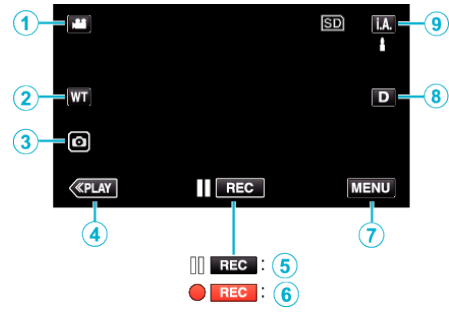 1 SD I.A. 9
2 WT D 8
3
≪PLAY REC MENU
4 7
REC : 5
REC : 6